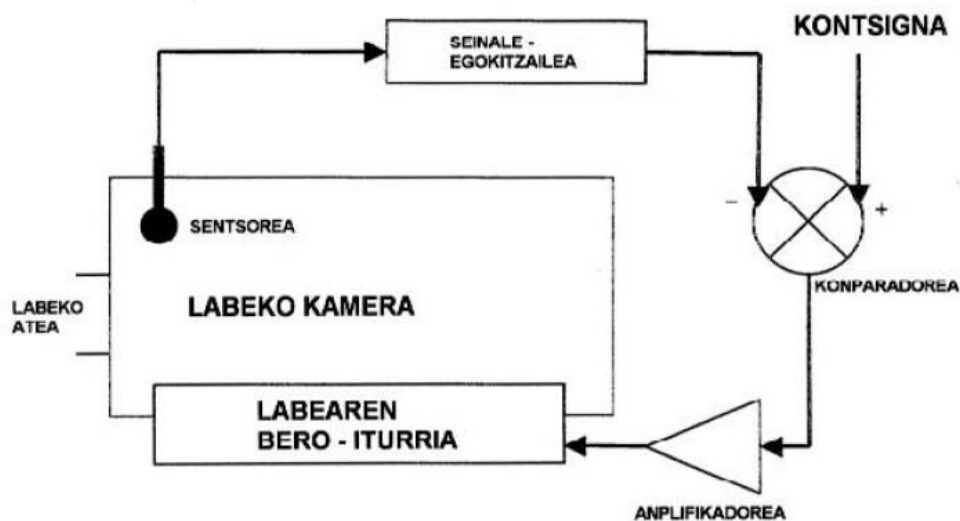 SEINALE -
EGOKITZAILEA
KONTSIGNA
-
+
SENTSOREA
KONPARADOREA
LABEKO
ATEA
LABEKO KAMERA
LABEAREN
BERO - ITURRIA
ANPLIFIKADOREA